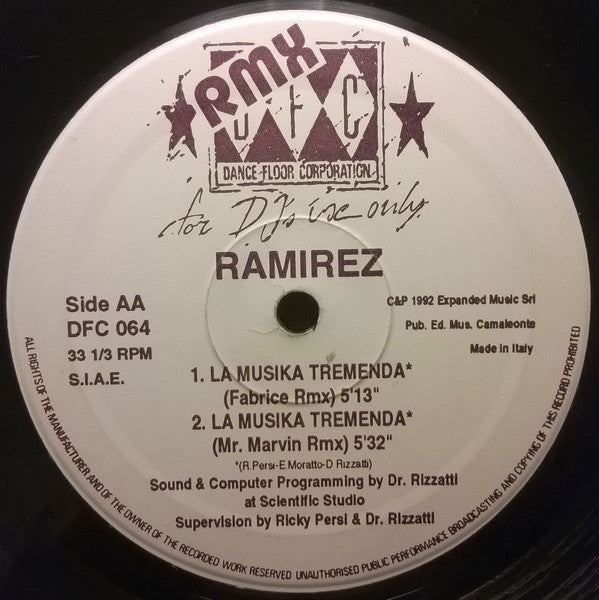 RMX
DFC
DANCE FLOOR CORPORATION
for DJs use only
RAMIREZ
Side AA
DFC 064
33 1/3 RPM
S.I.A.E.
C&P 1992 Expanded Music Srl
Pub. Ed. Mus. Camaleonte
Made in Italy
1. LA MUSIKA TREMENDA*
(Fabrice Rmx) 5'13"
2. LA MUSIKA TREMENDA*
(Mr. Marvin Rmx) 5'32"
*(R.Persi-E.Moratto-D Rizzatti)
Sound & Computer Programming by Dr. Rizzatti
at Scientific Studio
Supervision by Ricky Persi & Dr. Rizzatti
ALL RIGHTS OF THE MANUFACTURER AND OF THE OWNER OF THE RECORDED WORK RESERVED UNAUTHORISED PUBLIC PERFORMANCE BROADCASTING AND COPYING OF THIS RECORD PROHIBITED